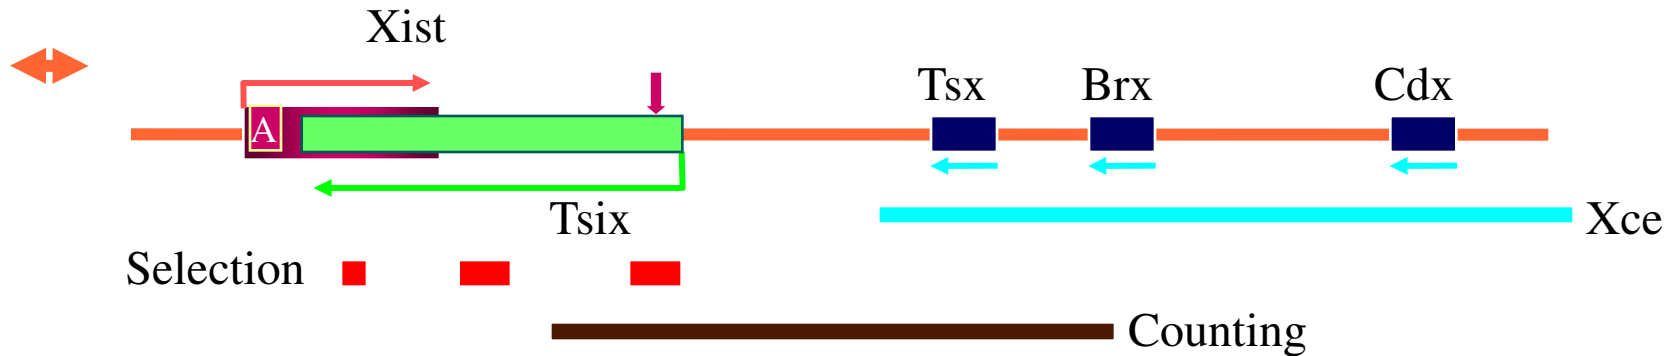 Xist
Tsx Brx Cdx
A
Tsix
Xce
Selection
Counting